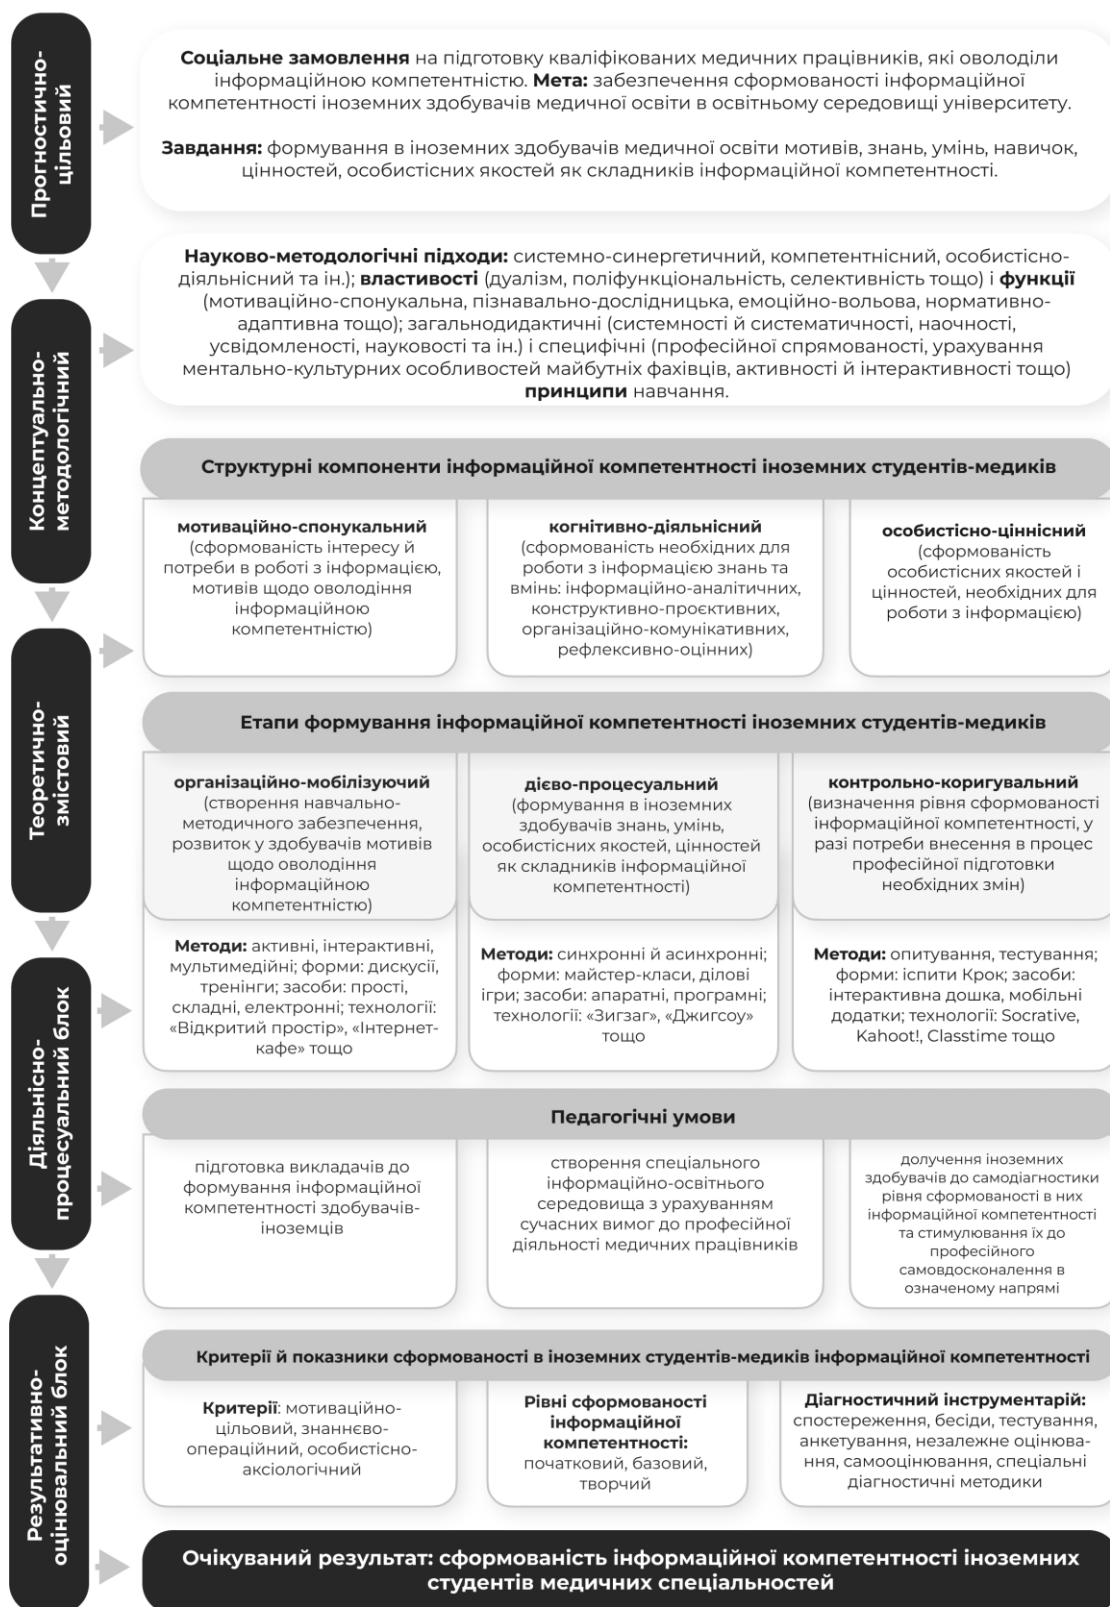 Прогностично-
цільовий
Соціальне замовлення на підготовку кваліфікованих медичних працівників, які оволоділи
інформаційною компетентністю. Мета: забезпечення сформованості інформаційної
компетентності іноземних здобувачів медичної освіти в освітньому середовищі університету.
Завдання: формування в іноземних здобувачів медичної освіти мотивів, знань, умінь, навичок,
цінностей, особистісних якостей як складників інформаційної компетентності.
Концептуально-
методологічний
Науково-методологічні підходи: системно-синергетичний, компетентнісний, особистісно-
діяльнісний та ін.); властивості (дуалізм, поліфункціональність, селективність тощо) і функції
(мотиваційно-спонукальна, пізнавально-дослідницька, емоційно-вольова, нормативно-
адаптивна тощо); загальнодидактичні (системності й систематичності, наочності,
усвідомленості, науковості та ін.) і специфічні (професійної спрямованості, урахування
ментально-культурних особливостей майбутніх фахівців, активності й інтерактивності тощо)
принципи навчання.
Теоретично-
змістовий
Структурні компоненти інформаційної компетентності іноземних студентів-медиків
мотиваційно-спонукальний
(сформованість інтересу й
потреби в роботі з інформацією,
мотивів щодо оволодіння
інформаційною
компетентністю)
когнітивно-діяльнісний
(сформованість необхідних для
роботи з інформацією знань та
вмінь: інформаційно-аналітичних,
конструктивно-проєктивних,
організаційно-комунікативних,
рефлексивно-оцінних)
особистісно-ціннісний
(сформованість
особистісних якостей і
цінностей, необхідних для
роботи з інформацією)
Етапи формування інформаційної компетентності іноземних студентів-медиків
організаційно-мобілізуючий
(створення навчально-
методичного забезпечення,
розвиток у здобувачів мотивів
щодо оволодіння
інформаційною
компетентністю)
дієво-процесуальний
(формування в іноземних
здобувачів знань, умінь,
особистісних якостей, цінностей
як складників інформаційної
компетентності)
контрольно-коригувальний
(визначення рівня сформованості
інформаційної компетентності, у
разі потреби внесення в процес
професійної підготовки
необхідних змін)
Діяльнісно-
процесуальний блок
Методи: активні, інтерактивні,
мультимедійні; форми: дискусії,
тренінги; засоби: прості,
складні, електронні; технології:
«Відкритий простір», «Інтернет-
кафе» тощо
Методи: синхронні й асинхронні;
форми: майстер-класи, ділові
ігри; засоби: апаратні, програмні;
технології: «Зигзаг», «Джигсоу»
тощо
Методи: опитування, тестування;
форми: іспити Крок; засоби:
інтерактивна дошка, мобільні
додатки; технології: Socrative,
Kahoot!, Classtime тощо
Педагогічні умови
підготовка викладачів до
формування інформаційної
компетентності здобувачів-
іноземців
створення спеціального
інформаційно-освітнього
середовища з урахуванням
сучасних вимог до професійної
діяльності медичних працівників
долучення іноземних
здобувачів до самодіагностики
рівня сформованості в них
інформаційної компетентності
та стимулювання їх до
професійного
самовдосконалення в
означеному напрямі
Результативно-
оцінювальний блок
Критерії й показники сформованості в іноземних студентів-медиків інформаційної компетентності
Критерії: мотиваційно-
цільовий, знаннєво-
операційний, особистісно-
аксіологічний
Рівні сформованості
інформаційної
компетентності:
початковий, базовий,
творчий
Діагностичний інструментарій:
спостереження, бесіди, тестування,
анкетування, незалежне оцінюва-
ння, самооцінювання, спеціальні
діагностичні методики
Очікуваний результат: сформованість інформаційної компетентності іноземних
студентів медичних спеціальностей